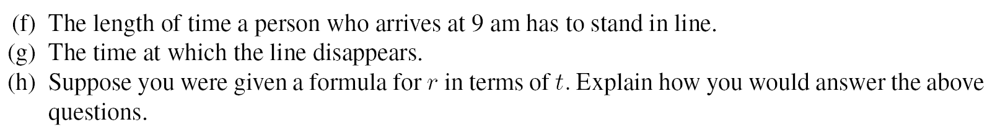 (f) The length of time a person who arrives at 9 am has to stand in line.
(g) The time at which the line disappears.
(h) Suppose you were given a formula for r in terms of t. Explain how you would answer the above
questions.